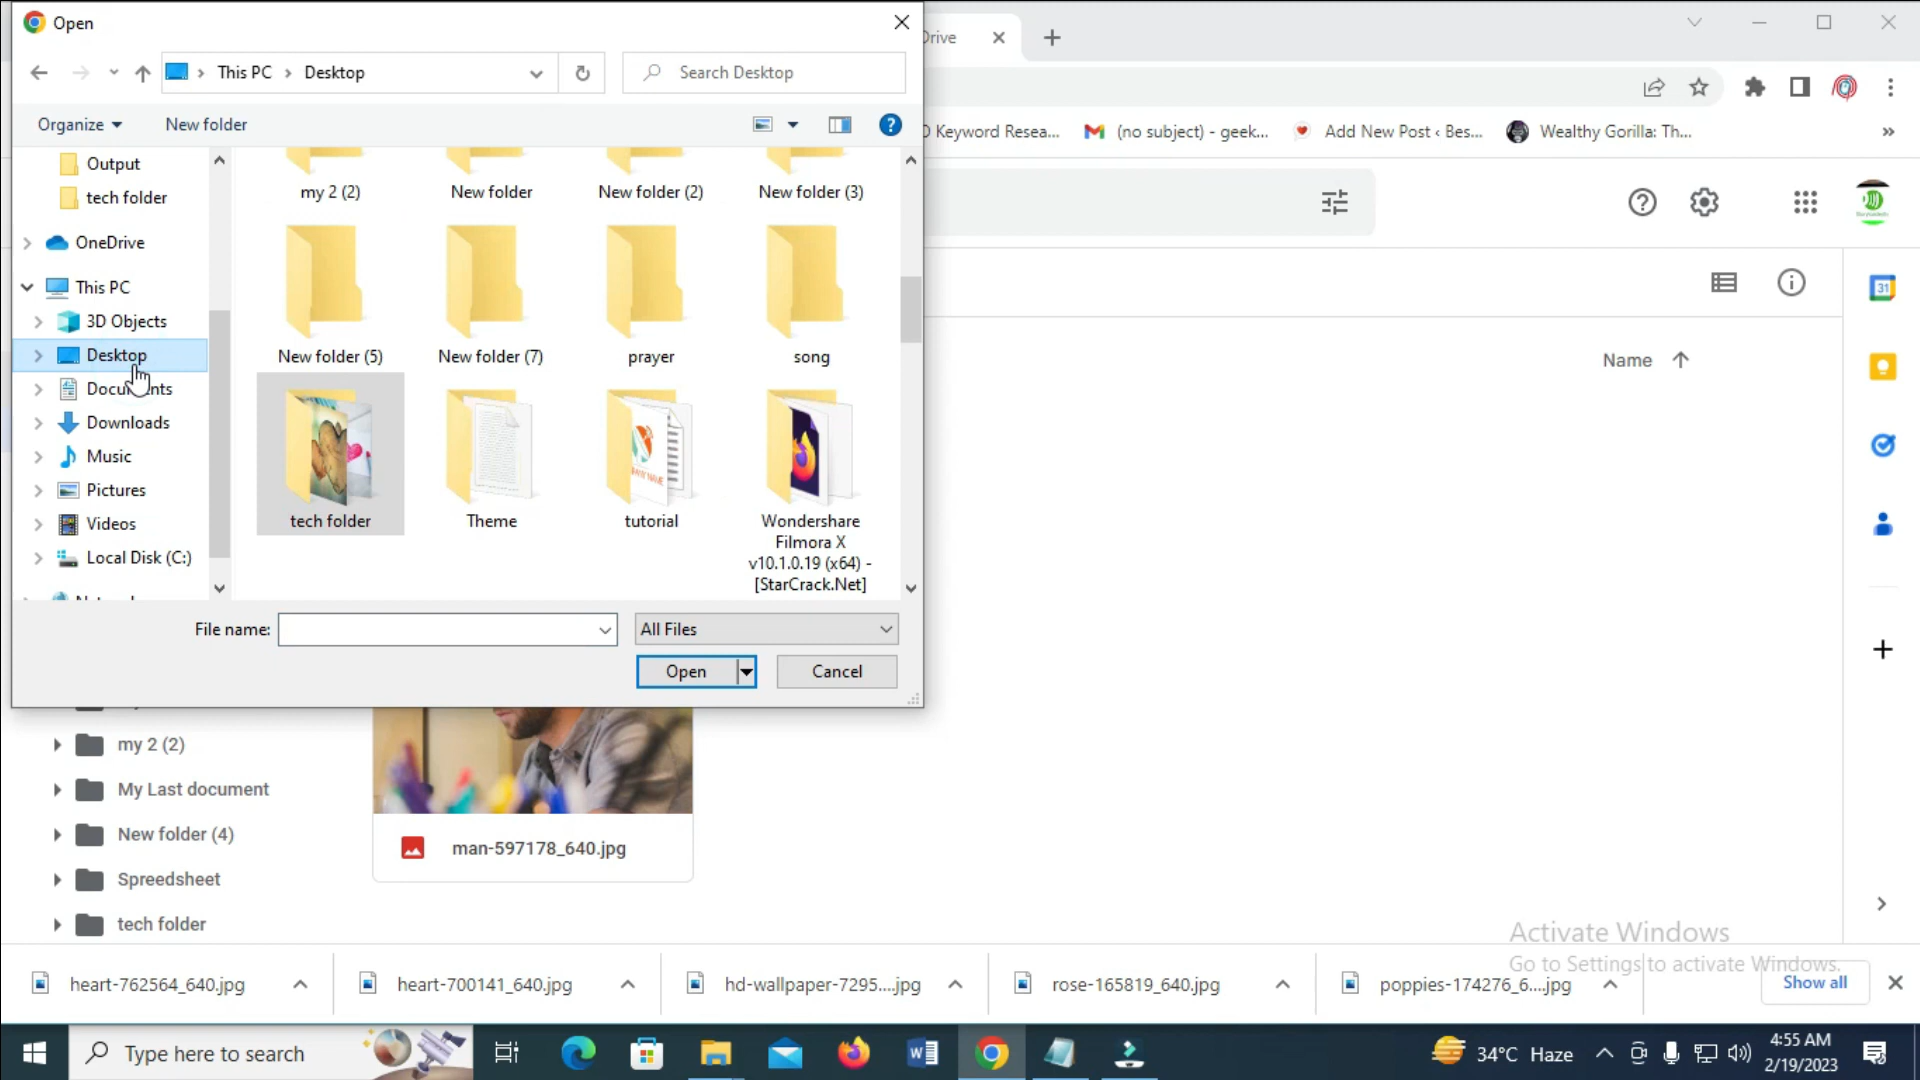 Open
This PC
Desktop
Search Desktop
Organize
New folder
Output
tech folder
OneDrive
This PC
3D Objects
Desktop
Documents
Downloads
Music
Pictures
Videos
Local Disk (C:)
my 2 (2)
New folder
New folder (2)
New folder (3)
New folder (5)
New folder (7)
prayer
song
tech folder
Theme
tutorial
Wondershare
Filmora X
v10.1.0.19 (x64) -
[StarCrack.Net]
File name:
All Files
Open
Cancel
Drive
Keyword Resea...
(no subject) - geek...
Add New Post ‹ Bes...
Wealthy Gorilla: Th...
»
31
Name
my 2 (2)
My Last document
New folder (4)
Spreedsheet
tech folder
man-597178_640.jpg
Activate Windows
Go to Settings to activate Windows.
heart-762564_640.jpg
heart-700141_640.jpg
hd-wallpaper-7295....jpg
rose-165819_640.jpg
poppies-174276_6....jpg
Show all
Type here to search
34°C Haze
4:55 AM
2/19/2023